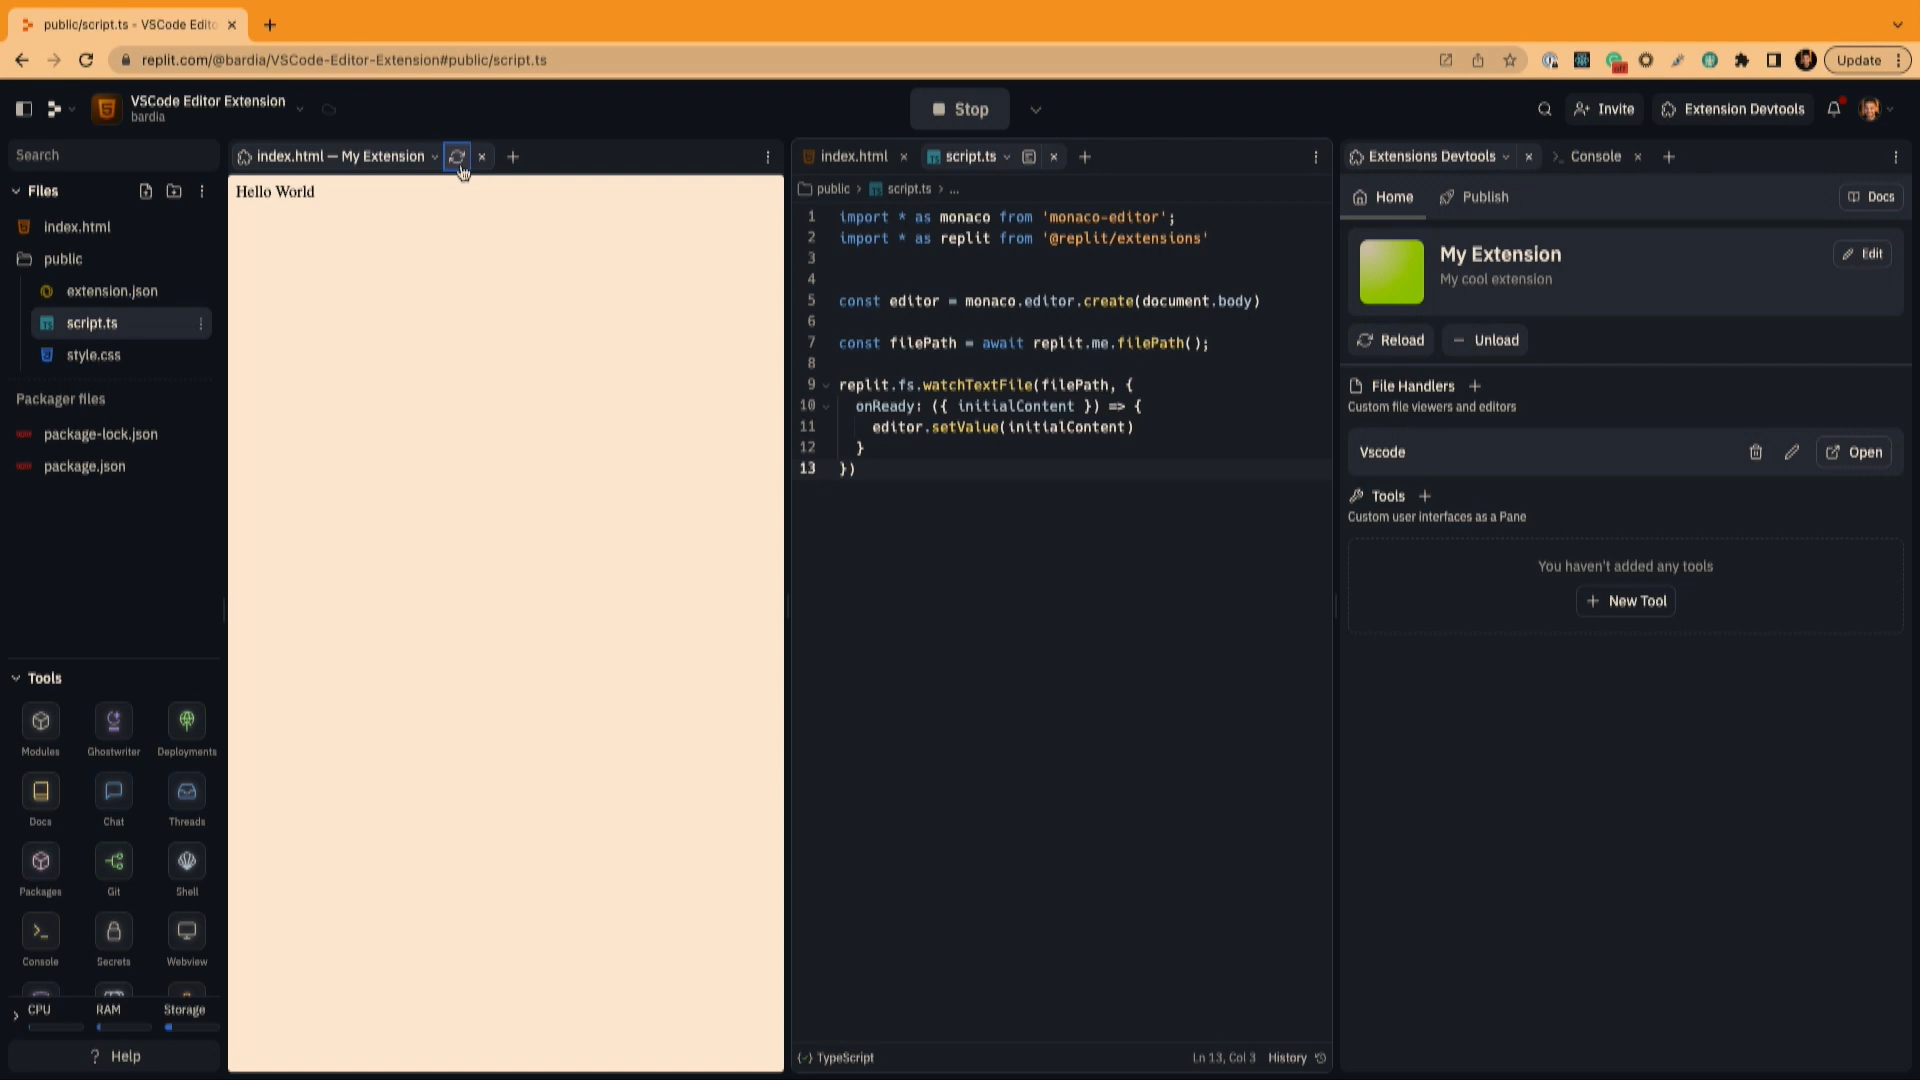 public/script.ts - VSCode Edito
replit.com/@bardia/VSCode-Editor-Extension#public/script.ts
Update
VSCode Editor Extension
bardia
Stop
Invite
Extension Devtools
Search
Files
index.html
public
extension.json
script.ts
style.css
Packager files
package-lock.json
package.json
Tools
Modules
Ghostwriter
Deployments
Docs
Chat
Threads
Packages
Git
Shell
Console
Secrets
Webview
CPU
RAM
Storage
? Help
index.html — My Extension
Hello World
index.html
script.ts
public > script.ts > ...
1 import * as monaco from 'monaco-editor';
2 import * as replit from '@replit/extensions'
3
4
5 const editor = monaco.editor.create(document.body)
6
7 const filePath = await replit.me.filePath();
8
9 replit.fs.watchTextFile(filePath, {
10 onReady: ({ initialContent }) => {
11 editor.setValue(initialContent)
12 }
13 })
TypeScript
Ln 13, Col 3
History
Extensions Devtools
Console
Home
Publish
Docs
My Extension
My cool extension
Edit
Reload
Unload
File Handlers
Custom file viewers and editors
Vscode
Open
Tools
Custom user interfaces as a Pane
You haven't added any tools
New Tool